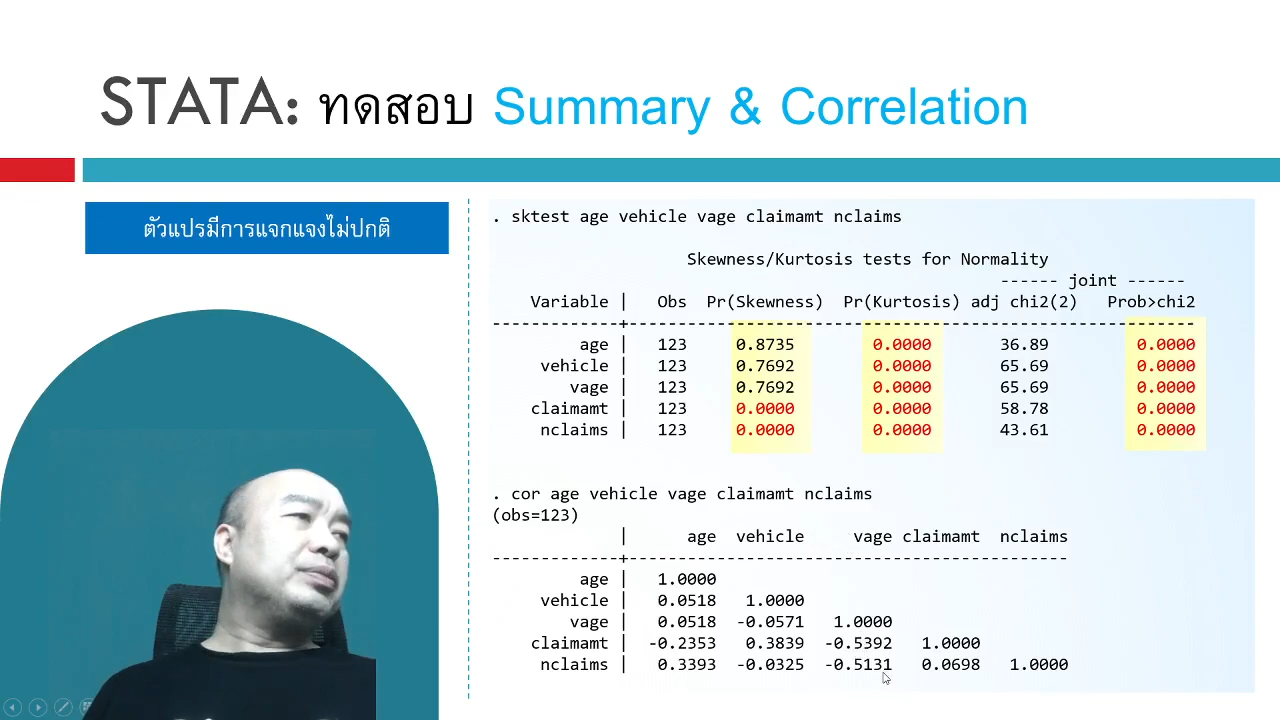 STATA: ทดสอบ Summary & Correlation
ตัวแปรมีการแจกแจงไม่ปกติ
. sktest age vehicle vage claimamt nclaims
Skewness/Kurtosis tests for Normality
------ joint ------
Variable | Obs Pr(Skewness) Pr(Kurtosis) adj chi2(2) Prob>chi2
-------------+---------------------------------------------------------------
age | 123 0.8735 0.0000 36.89 0.0000
vehicle | 123 0.7692 0.0000 65.69 0.0000
vage | 123 0.7692 0.0000 65.69 0.0000
claimamt | 123 0.0000 0.0000 58.78 0.0000
nclaims | 123 0.0000 0.0000 43.61 0.0000
. cor age vehicle vage claimamt nclaims
(obs=123)
| age vehicle vage claimamt nclaims
-------------+---------------------------------------------
age | 1.0000
vehicle | 0.0518 1.0000
vage | 0.0518 -0.0571 1.0000
claimamt | -0.2353 0.3839 -0.5392 1.0000
nclaims | 0.3393 -0.0325 -0.5131 0.0698 1.0000